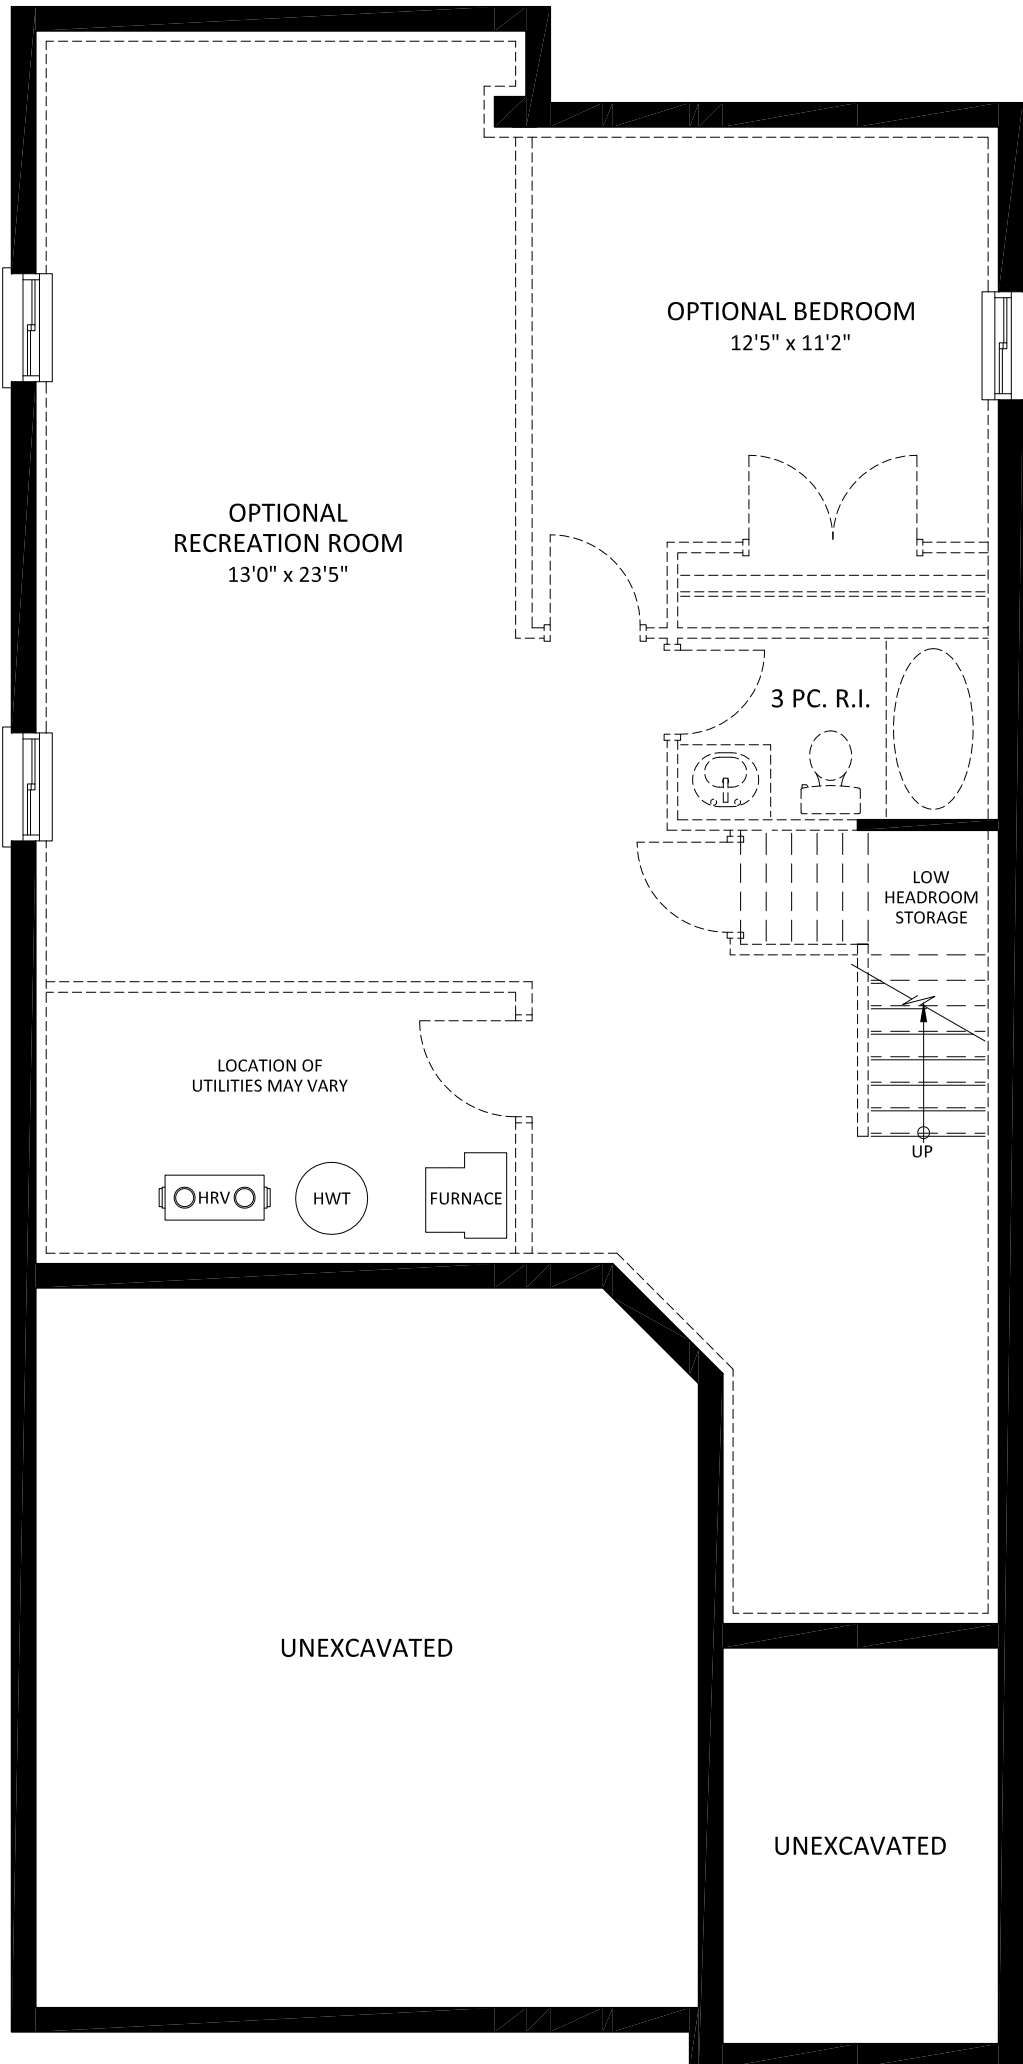 OPTIONAL BEDROOM
12'5" x 11'2"
OPTIONAL
RECREATION ROOM
13'0" x 23'5"
3 PC. R.I.
LOW
HEADROOM
STORAGE
LOCATION OF
UTILITIES MAY VARY
UP
HRV
HWT
FURNACE
UNEXCAVATED
UNEXCAVATED